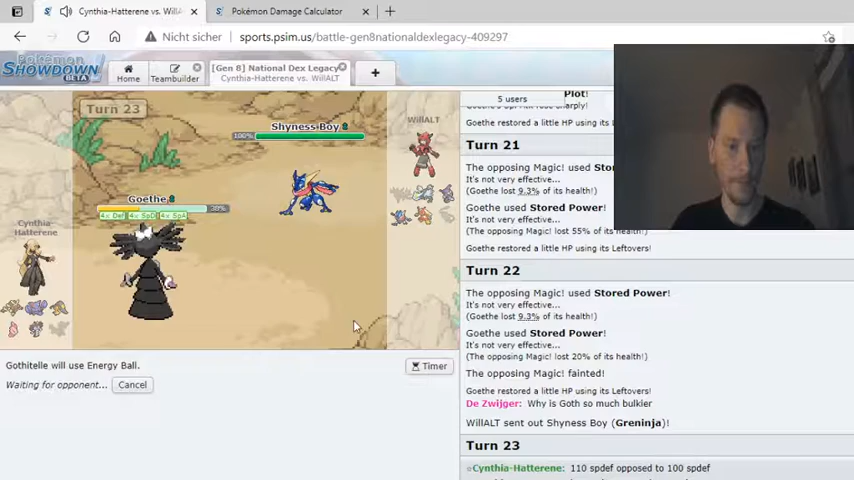 Cynthia-Hatterene vs. WillAL
Pokémon Damage Calculator
Nicht sicher
sports.psim.us/battle-gen8nationaldexlegacy-409297
Pokémon
SHOWDOWN
BETA
Home
Teambuilder
[Gen 8] National Dex Legacy
Cynthia-Hatterene vs. WillALT
Turn 23
Shyness Boy
100%
WillALT
Goethe
4x Def
4x SpD
4x SpA
Cynthia-
Hatterene
Gothitelle will use Energy Ball.
Waiting for opponent...
Cancel
Timer
5 users
Plot!
Turn 21
The opposing Magic! used Stor
It's not very effective...
(Goethe lost 9.3% of its health!)
Goethe used Stored Power!
It's not very effective...
(The opposing Magic! lost 55% of its health!)
Goethe restored a little HP using its Leftovers!
Turn 22
The opposing Magic! used Stored Power!
It's not very effective...
(Goethe lost 9.3% of its health!)
Goethe used Stored Power!
It's not very effective...
(The opposing Magic! lost 20% of its health!)
The opposing Magic! fainted!
Goethe restored a little HP using its Leftovers!
De Zwijger: Why is Goth so much bulkier
WillALT sent out Shyness Boy (Greninja)!
Turn 23
○Cynthia-Hatterene: 110 spdef opposed to 100 spdef